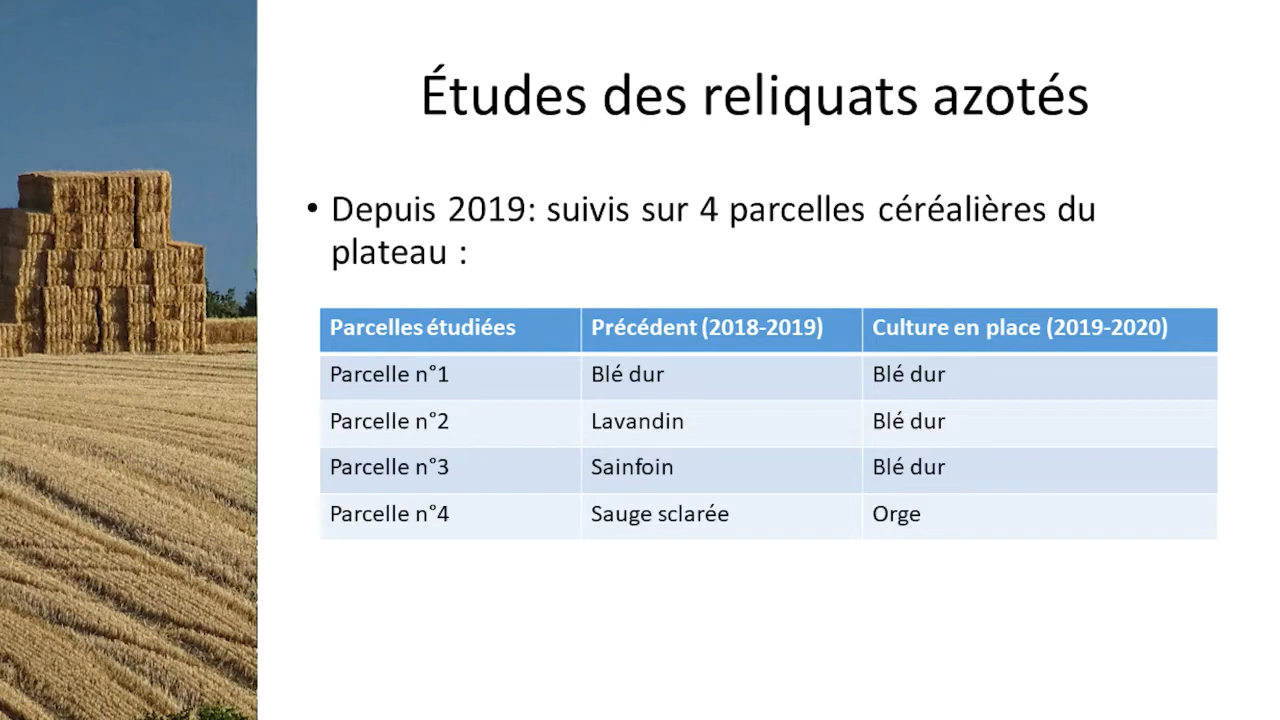 Études des reliquats azotés
• Depuis 2019: suivis sur 4 parcelles céréalières du
plateau :
Parcelles étudiées Précédent (2018-2019) Culture en place (2019-2020)
Parcelle n°1 Blé dur Blé dur
Parcelle n°2 Lavandin Blé dur
Parcelle n°3 Sainfoin Blé dur
Parcelle n°4 Sauge sclarée Orge